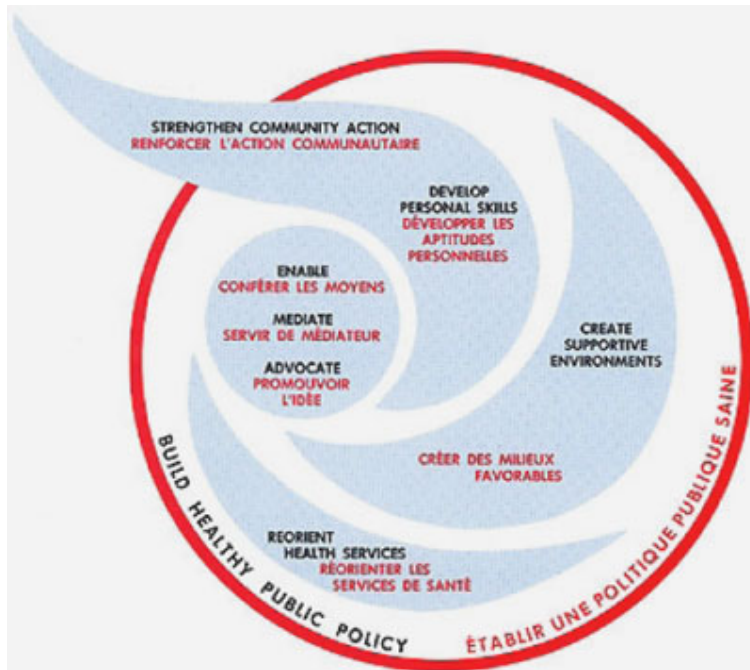 STRENGTHEN COMMUNITY ACTION
RENFORCER L'ACTION COMMUNAUTAIRE
DEVELOP
PERSONAL SKILLS
DÉVELOPPER LES
APTITUDES
PERSONNELLES
ENABLE
CONFÉRER LES MOYENS
MEDIATE
SERVIR DE MÉDIATEUR
ADVOCATE
PROMOUVOIR
L'IDÈE
CREATE
SUPPORTIVE
ENVIRONMENTS
CRÉER DES MILIEUX
FAVORABLES
REORIENT
HEALTH SERVICES
RÉORIENTER LES
SERVICES DE SANTÉ
BUILD HEALTHY PUBLIC POLICY
ÉTABLIR UNE POLITIQUE PUBLIQUE SAINE